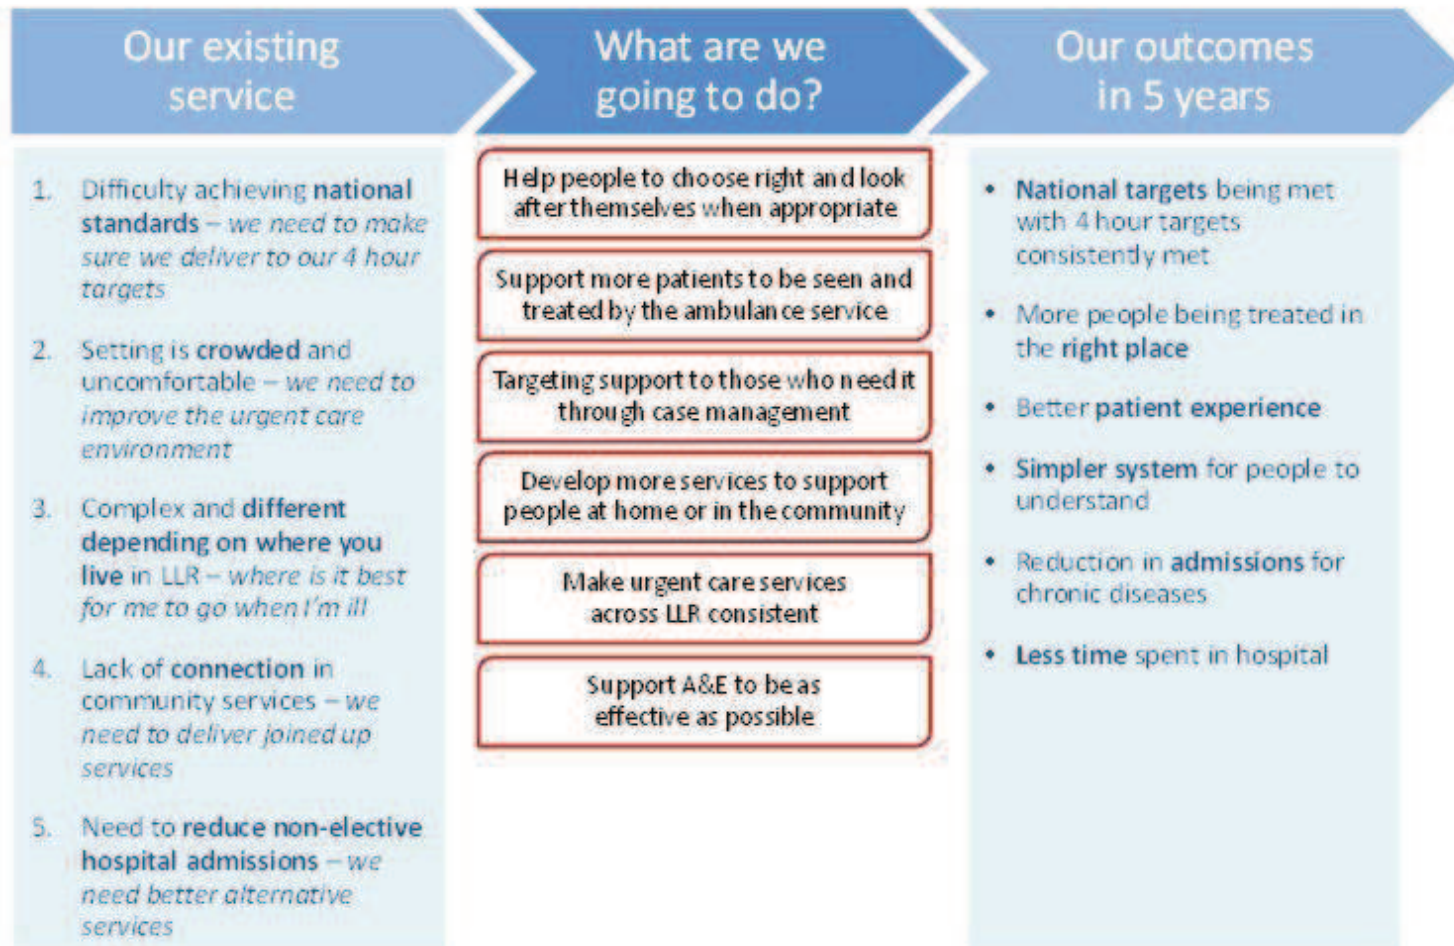 Our existing
service
What are we
going to do?
Our outcomes
in 5 years
1. Difficulty achieving national
standards – we need to make
sure we deliver to our 4 hour
targets
2. Setting is crowded and
uncomfortable – we need to
improve the urgent care
environment
3. Complex and different
depending on where you
live in LLR – where is it best
for me to go when I'm ill
4. Lack of connection in
community services – we
need to deliver joined up
services
5. Need to reduce non-elective
hospital admissions – we
need better alternative
services
Help people to choose right and look
after themselves when appropriate
Support more patients to be seen and
treated by the ambulance service
Targeting support to those who need it
through case management
Develop more services to support
people at home or in the community
Make urgent care services
across LLR consistent
Support A&E to be as
effective as possible
• National targets being met
with 4 hour targets
consistently met
• More people being treated in
the right place
• Better patient experience
• Simpler system for people to
understand
• Reduction in admissions for
chronic diseases
• Less time spent in hospital